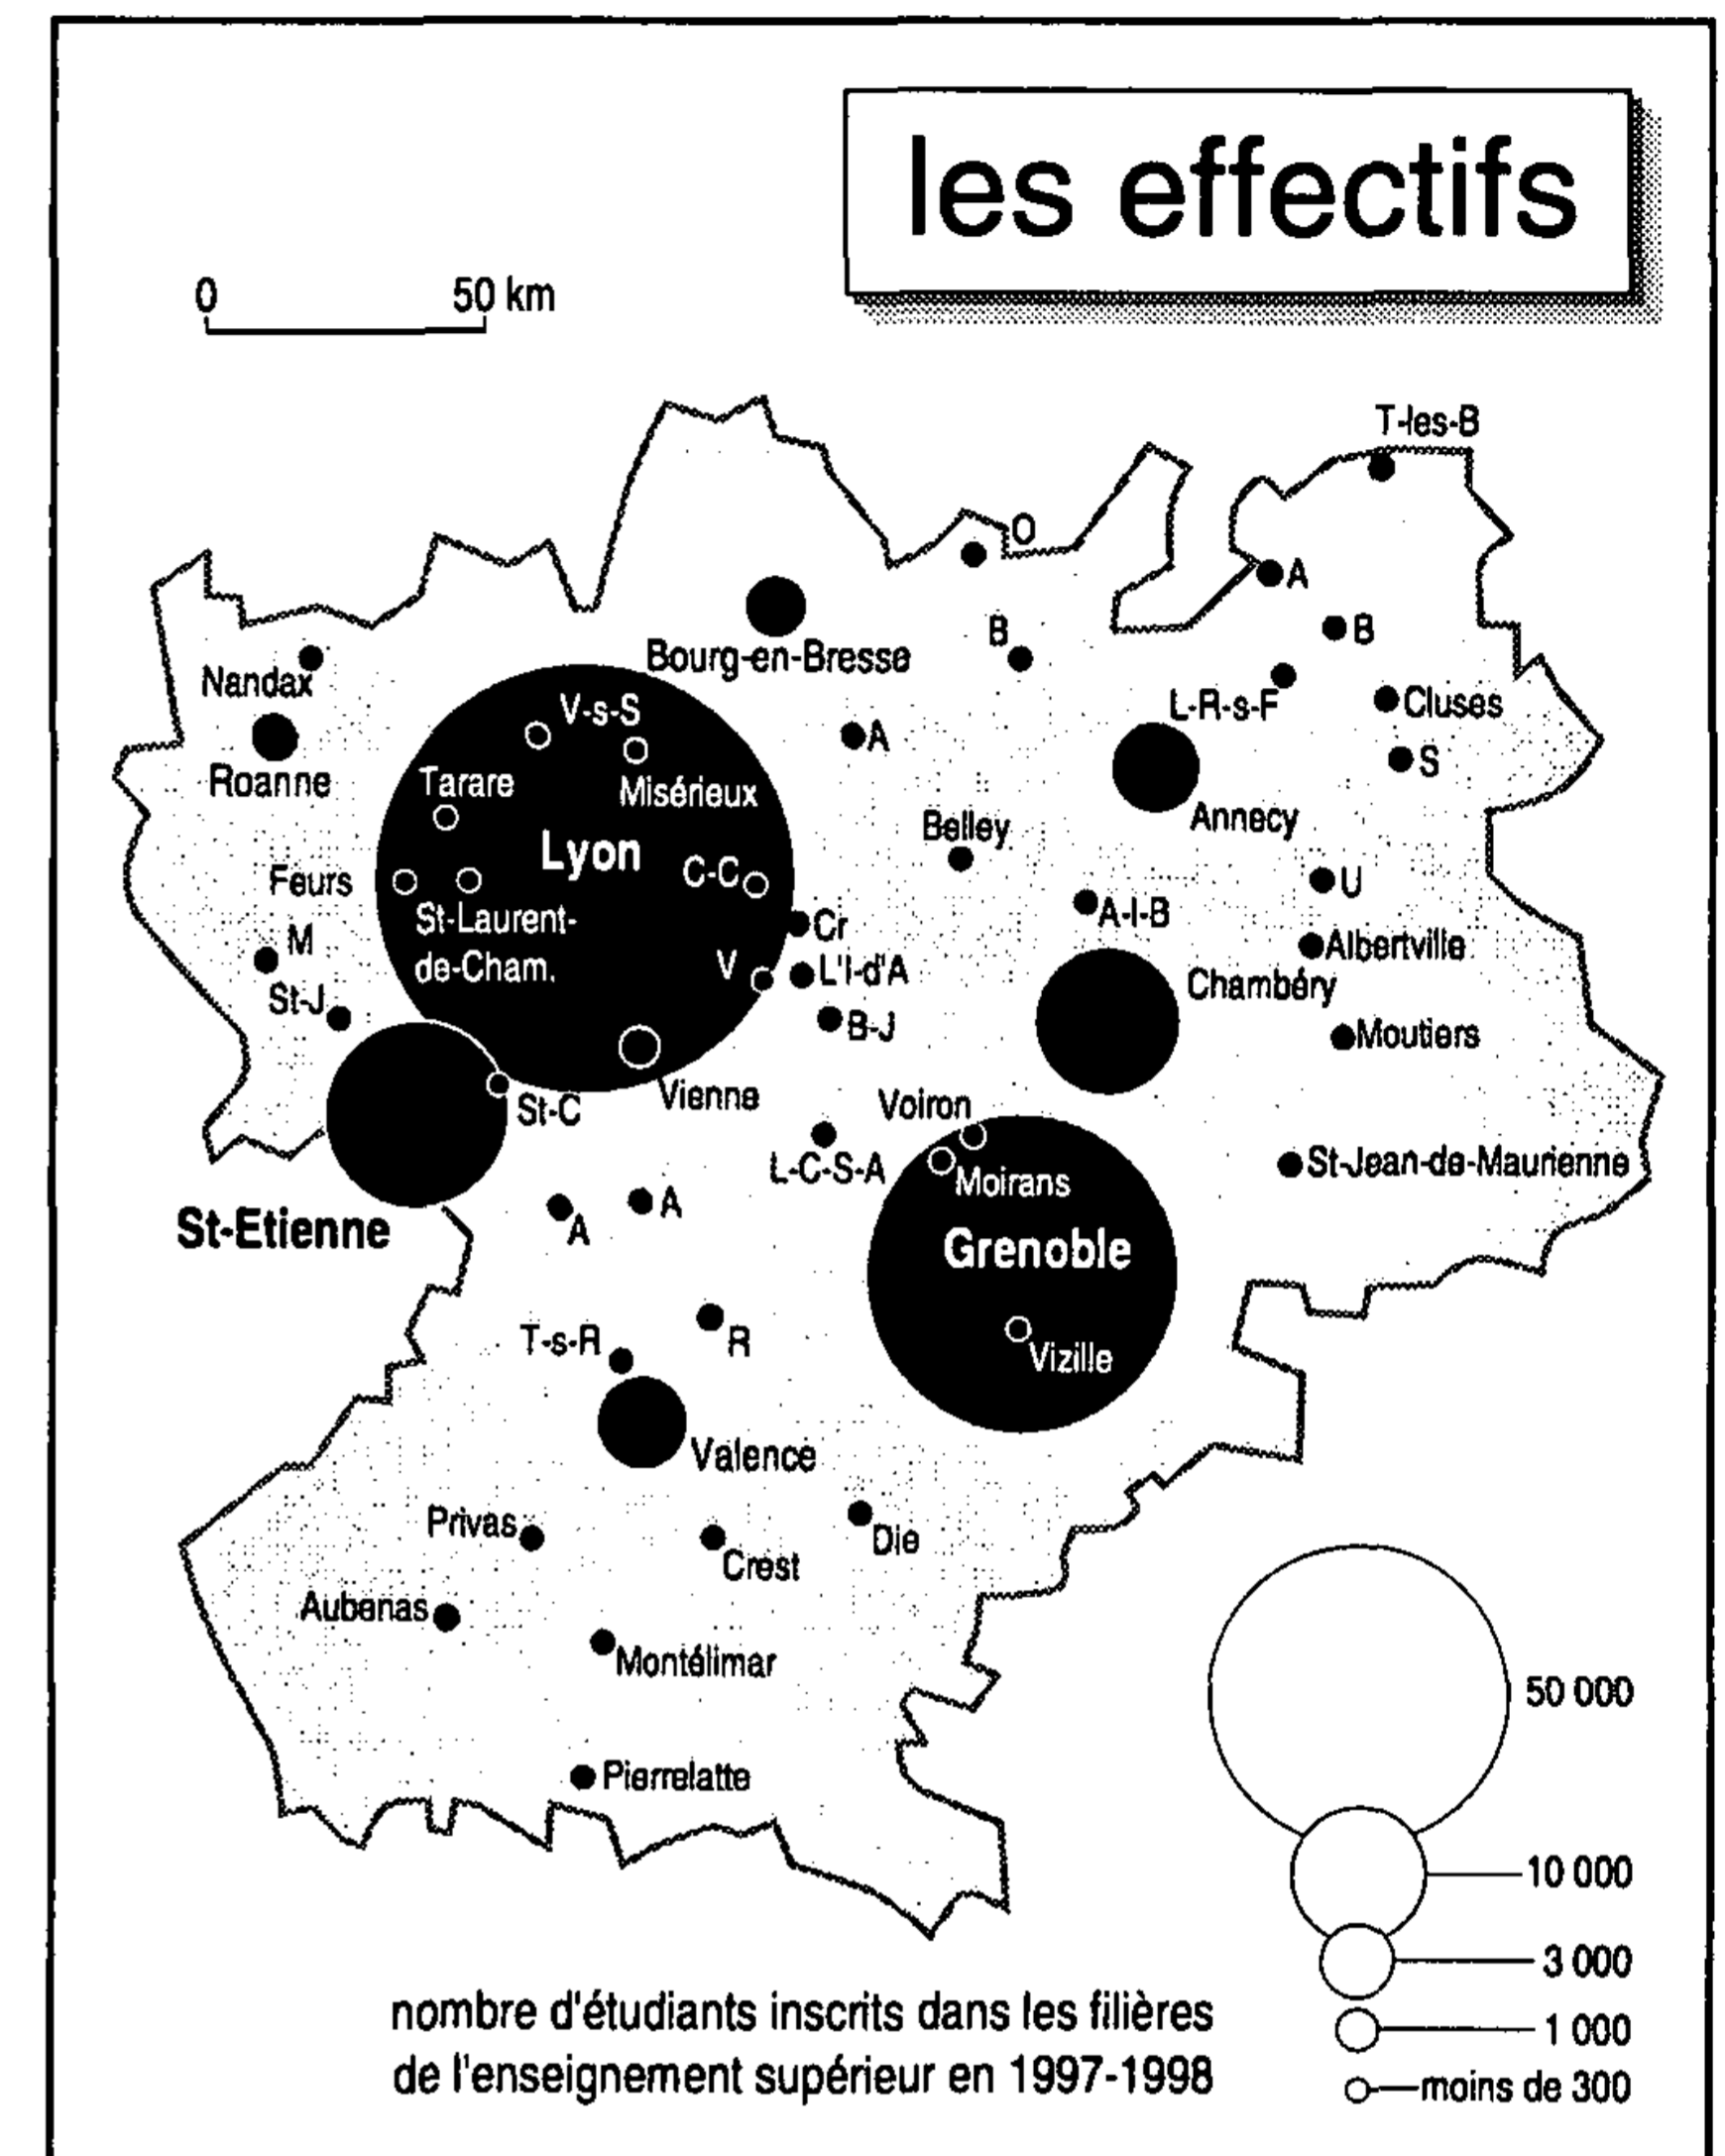 les effectifs
0 50 km
T-les-B
O
A
B
B
Nandax
Bourg-en-Bresse
L-R-s-F
Cluses
V-s-S
A
S
Roanne
Tarare
Misérieux
Annecy
Belley
Lyon
C-C
Feurs
U
A-l-B
St-Laurent-
de-Cham.
Cr
M
Albertville
V
L'I-d'A
Chambéry
St-J
B-J
Moutiers
Vienne
Voiron
St-C
L-C-S-A
Moirans
St-Jean-de-Maurienne
A
A
St-Etienne
Grenoble
T-s-R
R
Vizille
Valence
Privas
Die
Crest
Aubenas
Montélimar
50 000
Pierrelatte
10 000
3 000
nombre d'étudiants inscrits dans les filières
1 000
de l'enseignement supérieur en 1997-1998
moins de 300